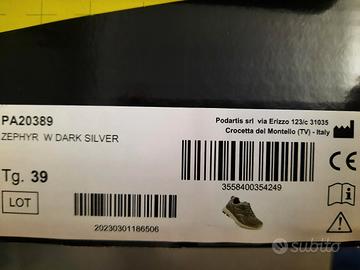 PA20389
ZEPHYR W DARK SILVER
Tg. 39
LOT
20230301186506
Podartis srl via Erizzo 123/c 31035
Crocetta del Montello (TV) - Italy
3558400354249
CE
i
subito